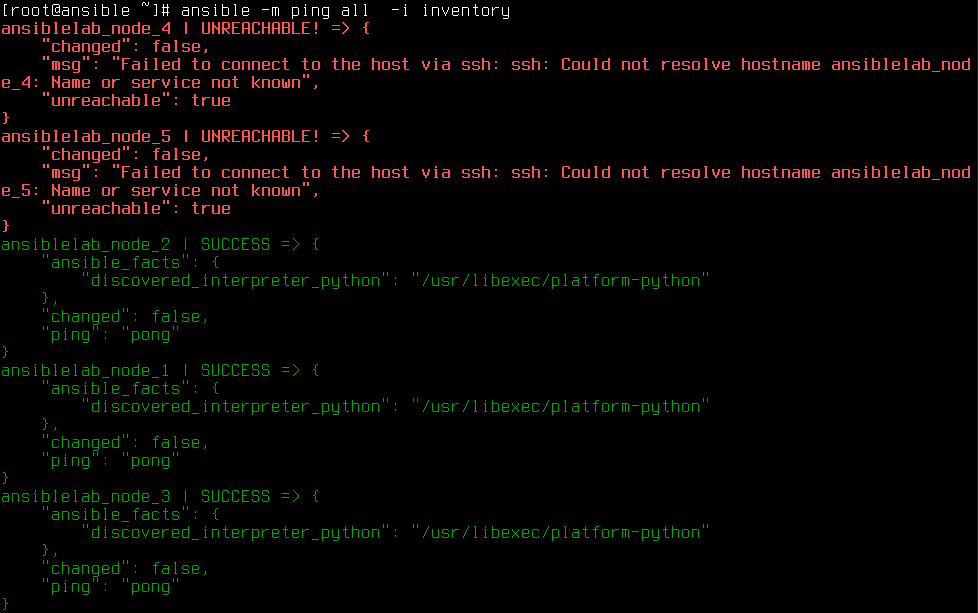 [root@ansible ~]# ansible -m ping all  -i inventory
ansiblelab_node_4 | UNREACHABLE! => {
    "changed": false,
    "msg": "Failed to connect to the host via ssh: ssh: Could not resolve hostname ansiblelab_nod
e_4: Name or service not known",
    "unreachable": true
}
ansiblelab_node_5 | UNREACHABLE! => {
    "changed": false,
    "msg": "Failed to connect to the host via ssh: ssh: Could not resolve hostname ansiblelab_nod
e_5: Name or service not known",
    "unreachable": true
}
ansiblelab_node_2 | SUCCESS => {
    "ansible_facts": {
        "discovered_interpreter_python": "/usr/libexec/platform-python"
    },
    "changed": false,
    "ping": "pong"
}
ansiblelab_node_1 | SUCCESS => {
    "ansible_facts": {
        "discovered_interpreter_python": "/usr/libexec/platform-python"
    },
    "changed": false,
    "ping": "pong"
}
ansiblelab_node_3 | SUCCESS => {
    "ansible_facts": {
        "discovered_interpreter_python": "/usr/libexec/platform-python"
    },
    "changed": false,
    "ping": "pong"
}